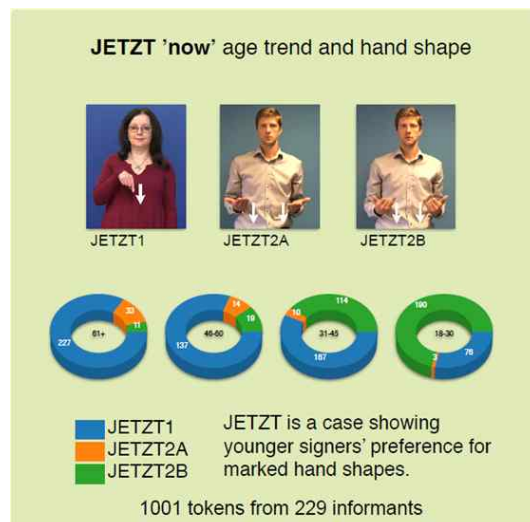 JETZT 'now' age trend and hand shape
JETZT1
JETZT2A
JETZT2B
33
61+
11
227
14
46-60
19
137
10
114
31-45
167
190
18-30
3
76
JETZT1
JETZT2A
JETZT2B
JETZT is a case showing
younger signers' preference for
marked hand shapes.
1001 tokens from 229 informants